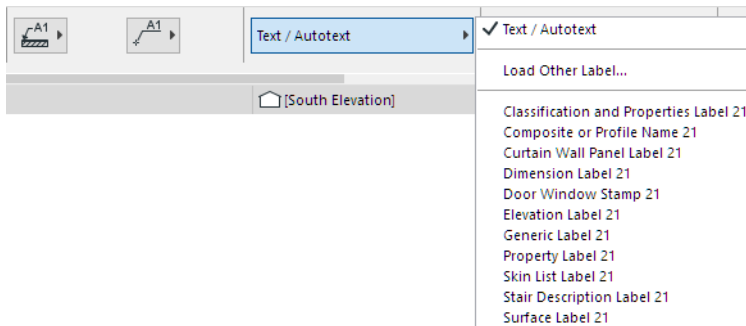 A1
A1
Text / Autotext
Text / Autotext
Load Other Label...
[South Elevation]
Classification and Properties Label 21
Composite or Profile Name 21
Curtain Wall Panel Label 21
Dimension Label 21
Door Window Stamp 21
Elevation Label 21
Generic Label 21
Property Label 21
Skin List Label 21
Stair Description Label 21
Surface Label 21